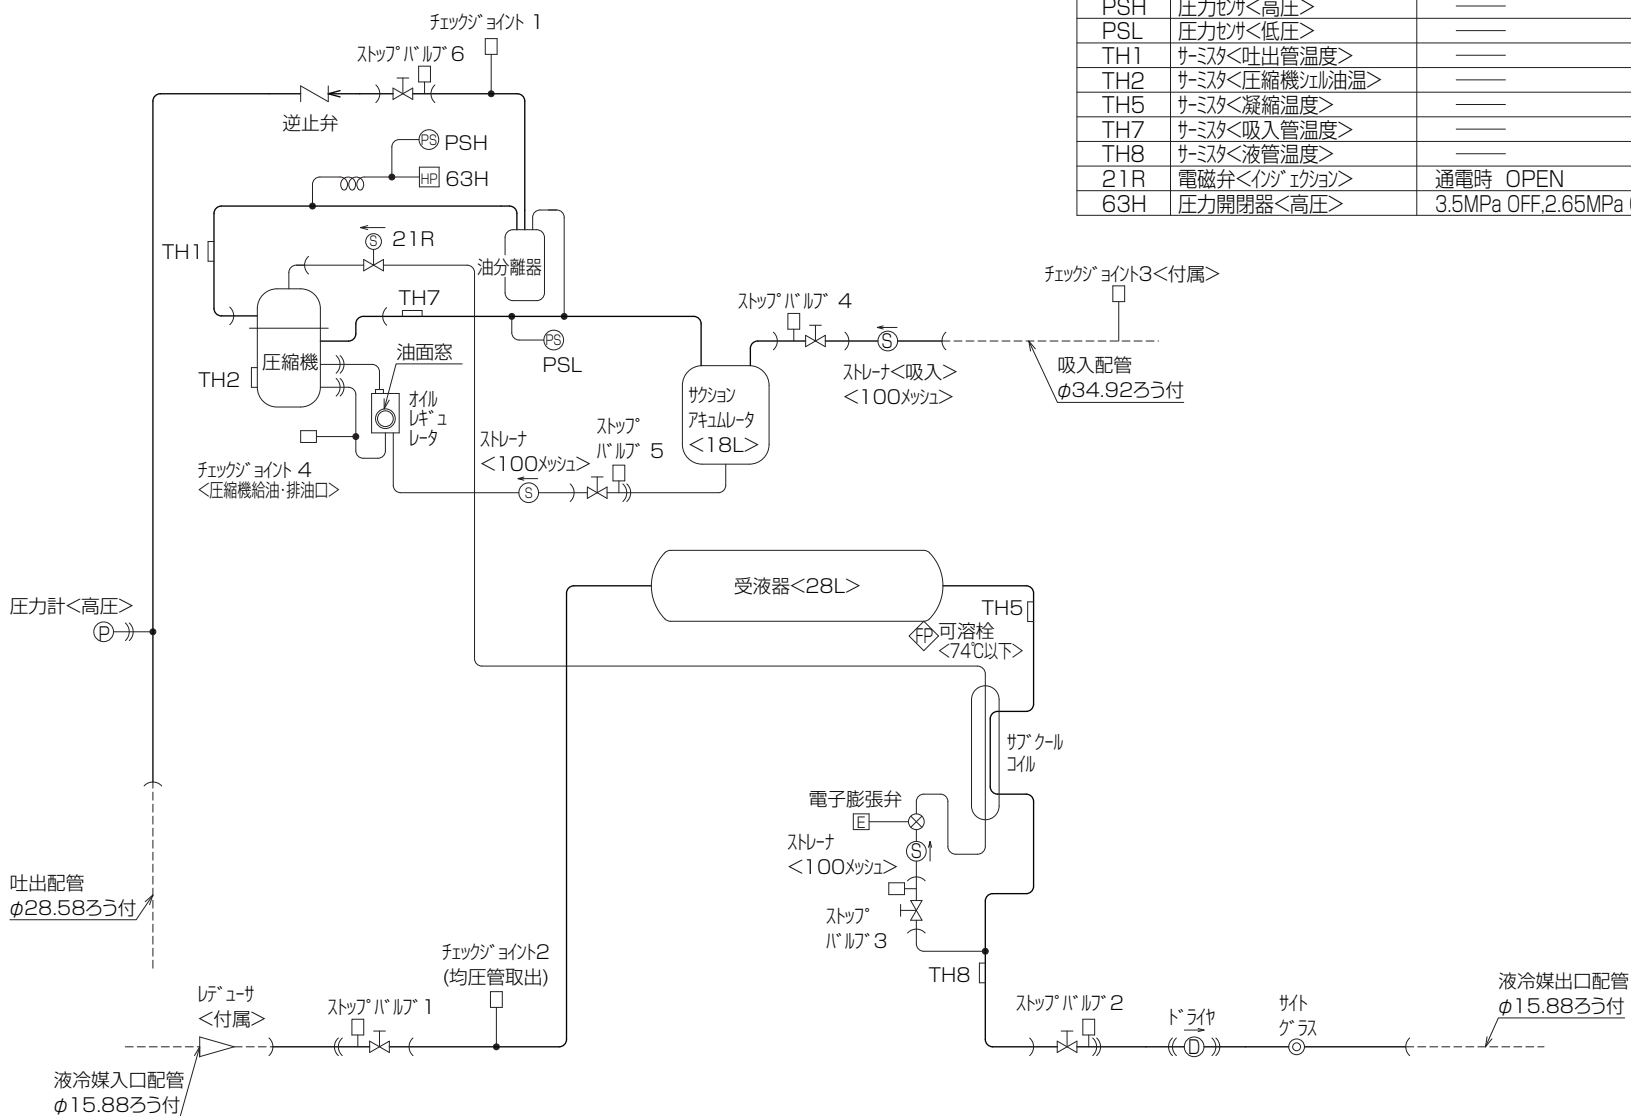 PSH 圧力センサ<高圧> ――
PSL 圧力センサ<低圧> ――
TH1 サーミスタ<吐出管温度> ――
TH2 サーミスタ<圧縮機シェル油温> ――
TH5 サーミスタ<凝縮温度> ――
TH7 サーミスタ<吸入管温度> ――
TH8 サーミスタ<液管温度> ――
21R 電磁弁<インジェクション> 通電時 OPEN
63H 圧力開閉器<高圧> 3.5MPa OFF,2.65MPa
チェックジョイント 1
ストップバルブ 6
逆止弁
PS PSH
HP 63H
TH1
S 21R
油分離器
TH7
PS
PSL
圧縮機
TH2
油面窓
オイル
レギュ
レータ
チェックジョイント 4
<圧縮機給油・排油口>
ストレーナ
<100メッシュ>
S
ストップ
バルブ 5
サクション
アキュムレータ
<18L>
ストップバルブ 4
S
ストレーナ<吸入>
<100メッシュ>
チェックジョイント3<付属>
吸入配管
φ34.92ろう付
圧力計<高圧>
P
受液器<28L>
TH5
FP 可溶栓
<74℃以下>
サブクール
コイル
電子膨張弁
E
ストレーナ
<100メッシュ>
S
ストップ
バルブ 3
TH8
吐出配管
φ28.58ろう付
レデューサ
<付属>
ストップバルブ 1
チェックジョイント2
(均圧管取出)
液冷媒入口配管
φ15.88ろう付
ストップバルブ 2
ドライヤ
D
サイト
グラス
液冷媒出口配管
φ15.88ろう付